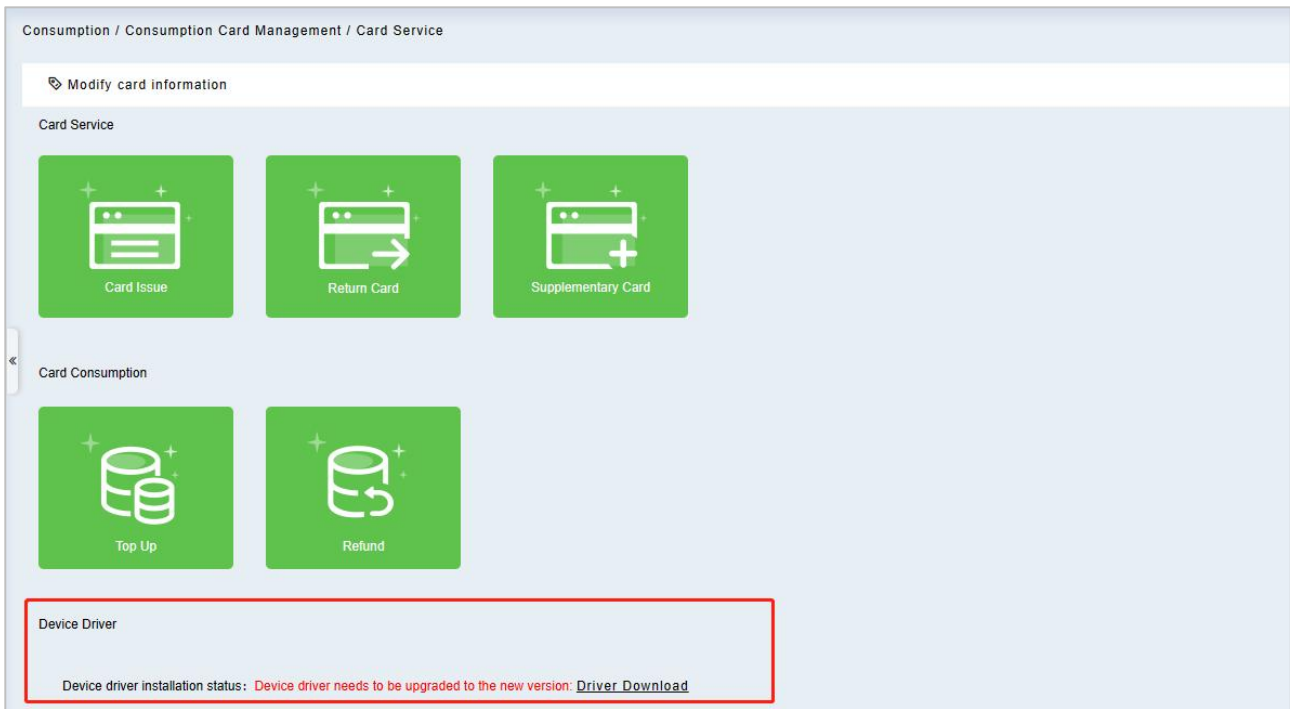 Consumption / Consumption Card Management / Card Service
Modify card information
Card Service
Card Issue
Return Card
Supplementary Card
Card Consumption
Top Up
Refund
Device Driver
Device driver installation status: Device driver needs to be upgraded to the new version: Driver Download